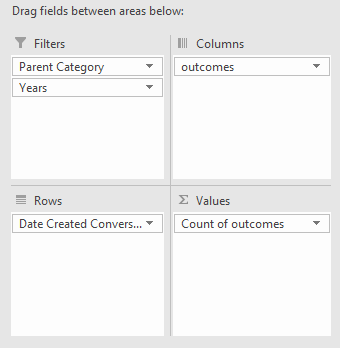 Drag fields between areas below:
Filters
Parent Category
Years
Columns
outcomes
Rows
Date Created Convers...
Σ Values
Count of outcomes